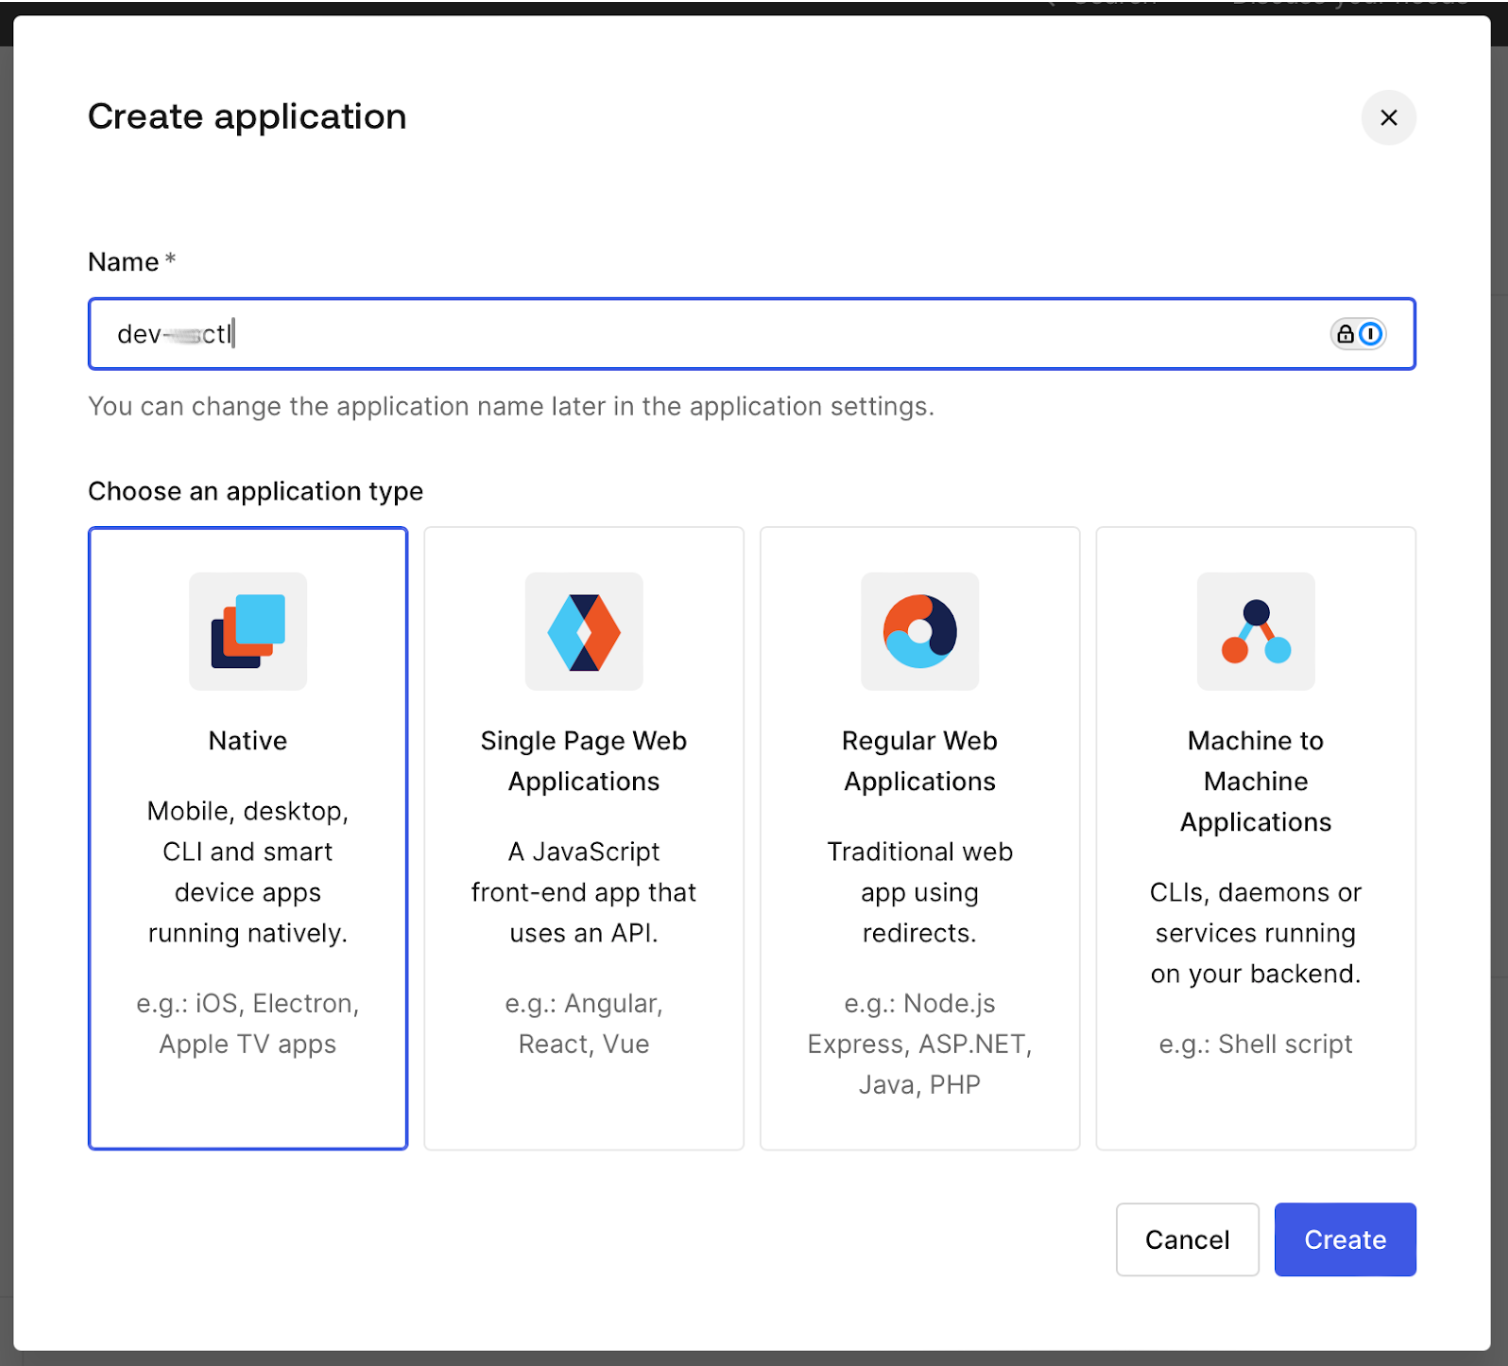 Create application
Name *
You can change the application name later in the application settings.
Choose an application type
Native
Mobile, desktop,
CLI and smart
device apps
running natively.
e.g.: iOS, Electron,
Apple TV apps
Single Page Web
Applications
A JavaScript
front-end app that
uses an API.
e.g.: Angular,
React, Vue
Regular Web
Applications
Traditional web
app using
redirects.
e.g.: Node.js
Express, ASP.NET,
Java, PHP
Machine to
Machine
Applications
CLIs, daemons or
services running
on your backend.
e.g.: Shell script
Cancel
Create